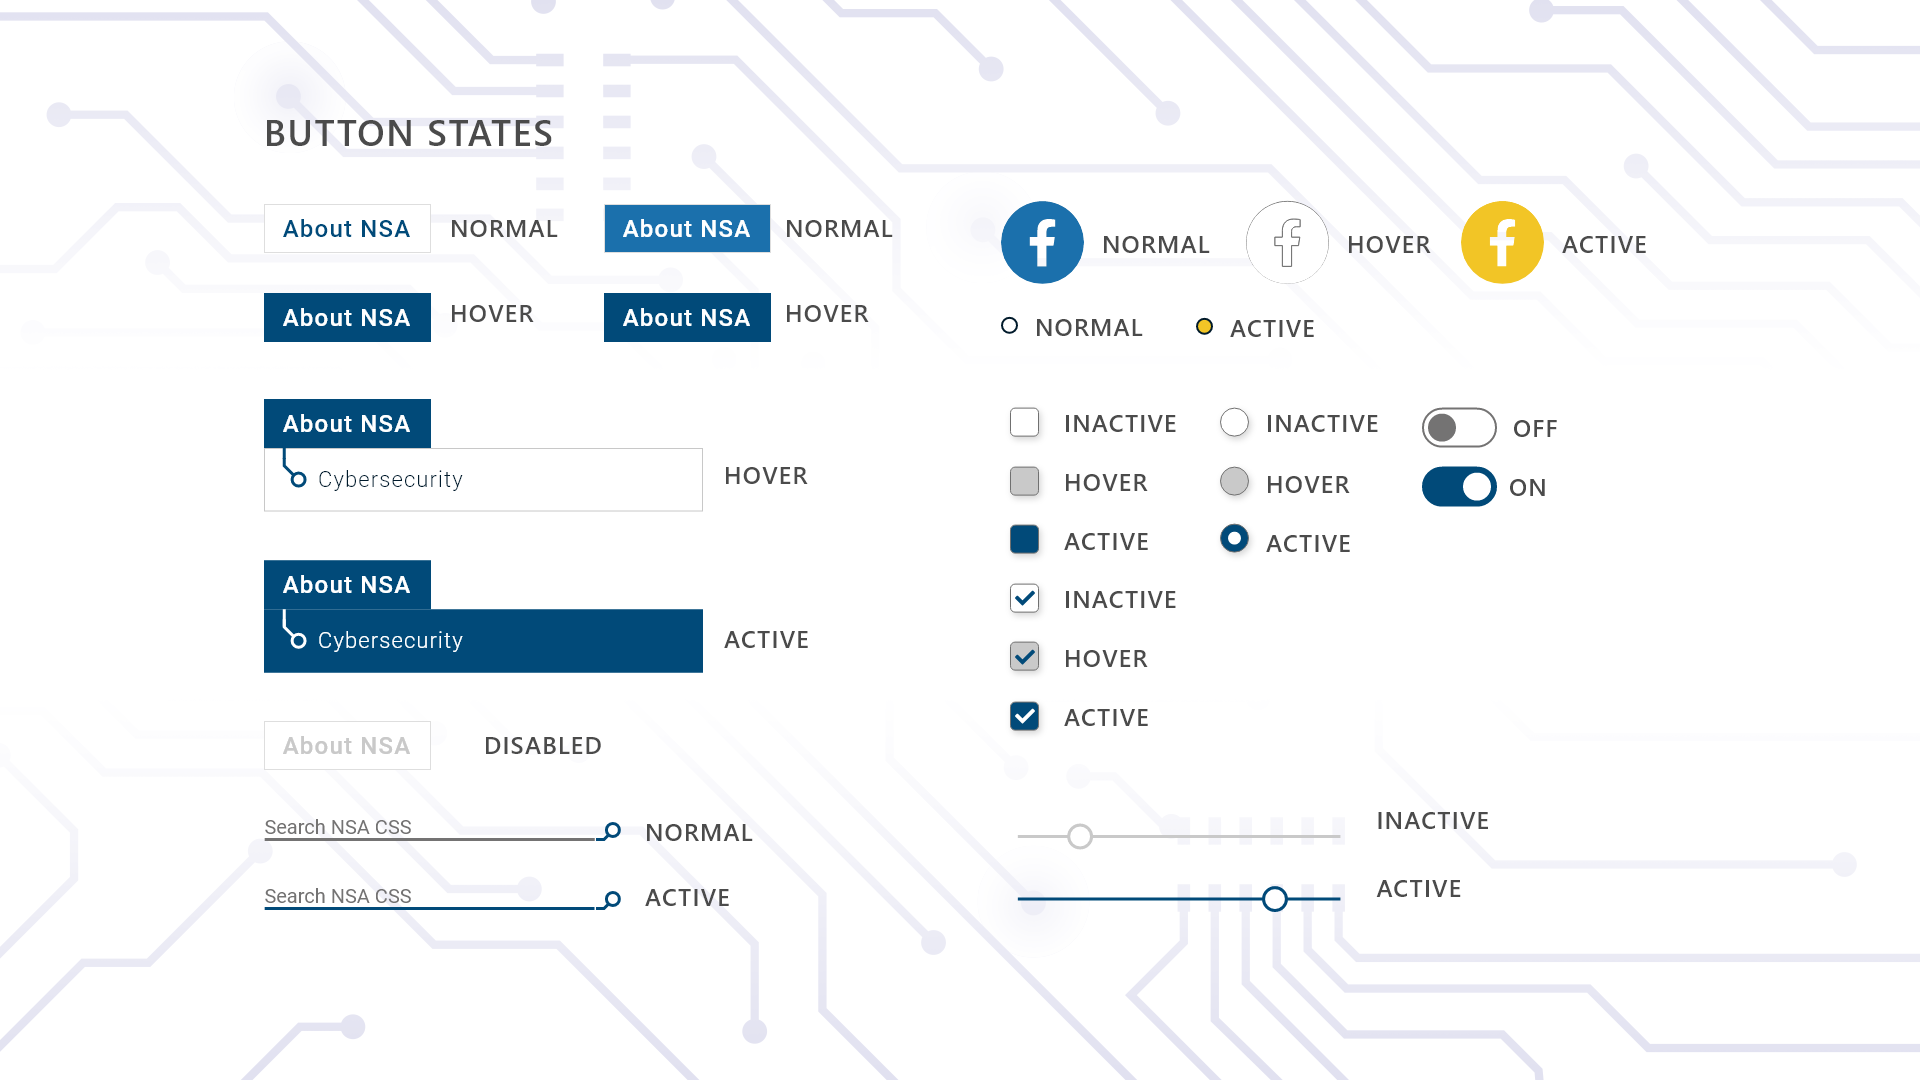 BUTTON STATES
About NSA NORMAL About NSA NORMAL
About NSA HOVER About NSA HOVER
About NSA
Cybersecurity HOVER
About NSA
Cybersecurity ACTIVE
About NSA DISABLED
Search NSA CSS NORMAL
Search NSA CSS ACTIVE
f NORMAL f HOVER f ACTIVE
NORMAL ACTIVE
INACTIVE INACTIVE OFF
HOVER HOVER ON
ACTIVE ACTIVE
INACTIVE
HOVER
ACTIVE
INACTIVE
ACTIVE